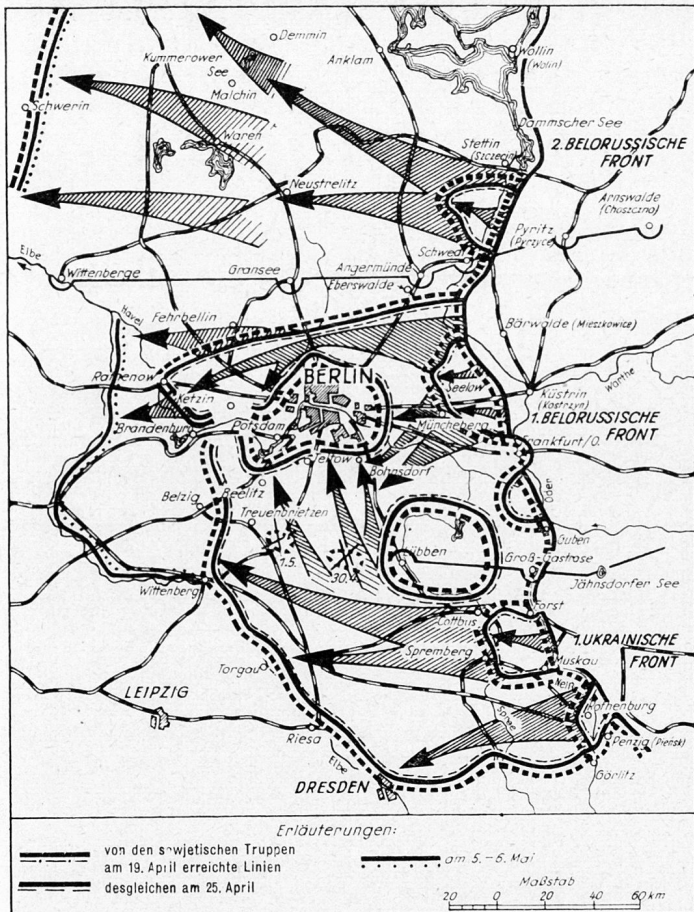 Demmin
Kummerower
See
Anklam
Wollin
(Wolin)
Malchin
Schwerin
Waren
Dammscher See
Stettin
(Szczecin)
2. BELORUSSISCHE
FRONT
Neustrelitz
Arnswalde
(Choszczno)
Pyritz
(Pyrzyce)
Schwedt
Elbe
Wittenberge
Gransee
Angermünde
Eberswalde
Havel
Fehrbellin
Bärwalde (Mieszkowice)
Rathenow
BERLIN
Seelow
Warthe
Ketzin
Küstrin
(Kostrzyn)
Brandenburg
Potsdam
Müncheberg
1. BELORUSSISCHE
FRONT
Frankfurt/O.
Teltow
Bohnsdorf
Beelitz
Oder
Belzig
Treuenbrietzen
Guben
1.5.
30.4.
Lübben
Groß-Gastrose
Jähnsdorfer See
Wittenberg
Forst
Cottbus
Spremberg
1. UKRAINISCHE
FRONT
Muskau
Torgau
LEIPZIG
Spree
Rothenburg
Penzig (Pieńsk)
Riesa
Elbe
Görlitz
DRESDEN
Erläuterungen:
von den sowjetischen Truppen
am 19. April erreichte Linien
am 5.-6. Mai
desgleichen am 25. April
Maßstab
20 0 20 40 60 km